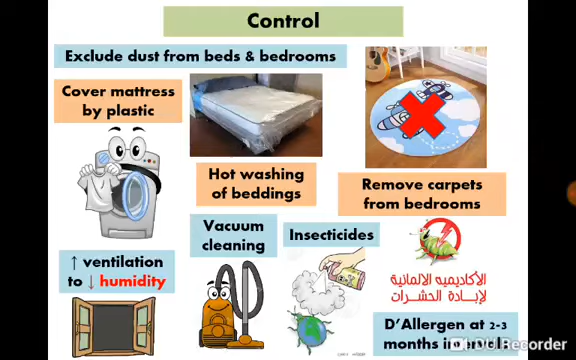 Control
Exclude dust from beds & bedrooms
Cover mattress
by plastic
Hot washing
of beddings
Remove carpets
from bedrooms
Vacuum
cleaning
Insecticides
↑ ventilation
to ↓ humidity
الأكاديميه الالمانية
لإبادة الحشرات
D'Allergen at 2-3
months in
Recorder